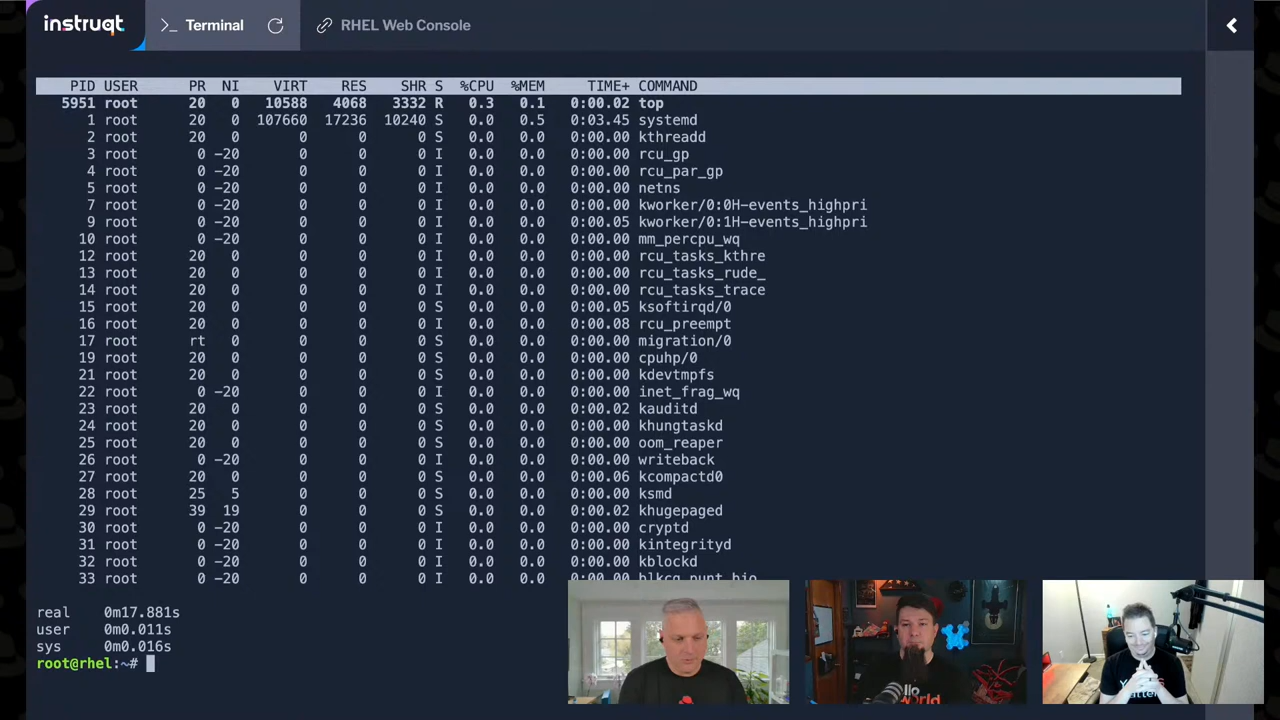 instruqt
>_ Terminal
RHEL Web Console
PID USER PR NI VIRT RES SHR S %CPU %MEM TIME+ COMMAND
5951 root 20 0 10588 4068 3332 R 0.3 0.1 0:00.02 top
1 root 20 0 107660 17236 10240 S 0.0 0.5 0:03.45 systemd
2 root 20 0 0 0 0 S 0.0 0.0 0:00.00 kthreadd
3 root 0 -20 0 0 0 I 0.0 0.0 0:00.00 rcu_gp
4 root 0 -20 0 0 0 I 0.0 0.0 0:00.00 rcu_par_gp
5 root 0 -20 0 0 0 I 0.0 0.0 0:00.00 netns
7 root 0 -20 0 0 0 I 0.0 0.0 0:00.00 kworker/0:0H-events_highpri
9 root 0 -20 0 0 0 I 0.0 0.0 0:00.05 kworker/0:1H-events_highpri
10 root 0 -20 0 0 0 I 0.0 0.0 0:00.00 mm_percpu_wq
12 root 20 0 0 0 0 I 0.0 0.0 0:00.00 rcu_tasks_kthre
13 root 20 0 0 0 0 I 0.0 0.0 0:00.00 rcu_tasks_rude_
14 root 20 0 0 0 0 I 0.0 0.0 0:00.00 rcu_tasks_trace
15 root 20 0 0 0 0 S 0.0 0.0 0:00.05 ksoftirqd/0
16 root 20 0 0 0 0 I 0.0 0.0 0:00.08 rcu_preempt
17 root rt 0 0 0 0 S 0.0 0.0 0:00.00 migration/0
19 root 20 0 0 0 0 S 0.0 0.0 0:00.00 cpuhp/0
21 root 20 0 0 0 0 S 0.0 0.0 0:00.00 kdevtmpfs
22 root 0 -20 0 0 0 I 0.0 0.0 0:00.00 inet_frag_wq
23 root 20 0 0 0 0 S 0.0 0.0 0:00.02 kauditd
24 root 20 0 0 0 0 S 0.0 0.0 0:00.00 khungtaskd
25 root 20 0 0 0 0 S 0.0 0.0 0:00.00 oom_reaper
26 root 0 -20 0 0 0 I 0.0 0.0 0:00.00 writeback
27 root 20 0 0 0 0 S 0.0 0.0 0:00.06 kcompactd0
28 root 25 5 0 0 0 S 0.0 0.0 0:00.00 ksmd
29 root 39 19 0 0 0 S 0.0 0.0 0:00.02 khugepaged
30 root 0 -20 0 0 0 I 0.0 0.0 0:00.00 cryptd
31 root 0 -20 0 0 0 I 0.0 0.0 0:00.00 kintegrityd
32 root 0 -20 0 0 0 I 0.0 0.0 0:00.00 kblockd
33 root 0 -20 0 0 0 I 0.0 0.0 0:00.00 blkcg_punt_bio
real 0m17.881s
user 0m0.011s
sys 0m0.016s
root@rhel:~#